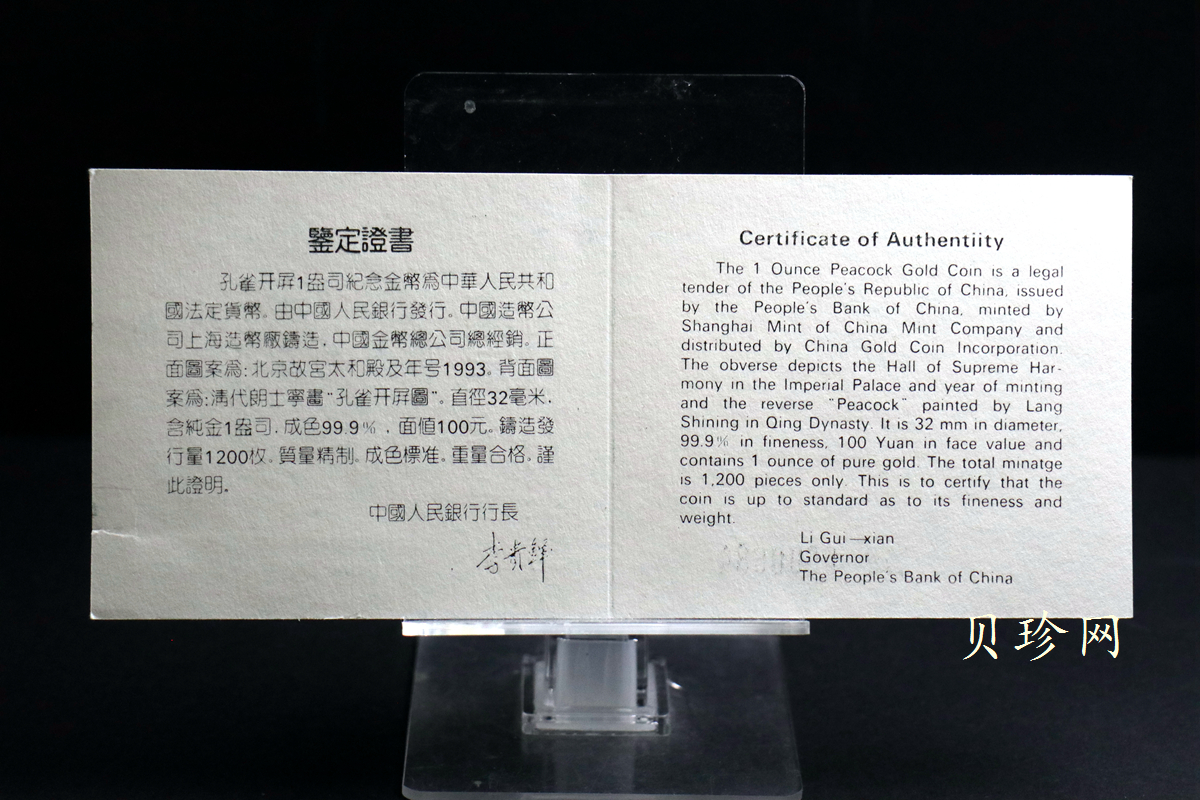 鑒定證書
孔雀开屏1盎司紀念金幣爲中華人民共和
國法定貨幣。由中國人民銀行發行。中國造幣公
司上海造幣廠鑄造，中國金幣總公司總經銷。正
面圖案爲：北京故宮太和殿及年号1993。背面圖
案爲：清代朗士寧畫“孔雀开屏圖”。直徑32毫米，
含純金1盎司，成色99.9%，面値100元。鑄造發
行量1200枚。質量精制。成色標准。重量合格。謹
此證明。
中國人民銀行行長
李贵鲜
Certificate of Authentiity
The 1 Ounce Peacock Gold Coin is a legal
tender of the People's Republic of China, issued
by the People's Bank of China, minted by
Shanghai Mint of China Mint Company and
distributed by China Gold Coin Incorporation.
The obverse depicts the Hall of Supreme Har-
mony in the Imperial Palace and year of minting
and the reverse "Peacock" painted by Lang
Shining in Qing Dynasty. It is 32 mm in diameter,
99.9% in fineness, 100 Yuan in face value and
contains 1 ounce of pure gold. The total minatge
is 1,200 pieces only. This is to certify that the
coin is up to standard as to its fineness and
weight.
Li Gui—xian
Governor
The People's Bank of China
贝珍网